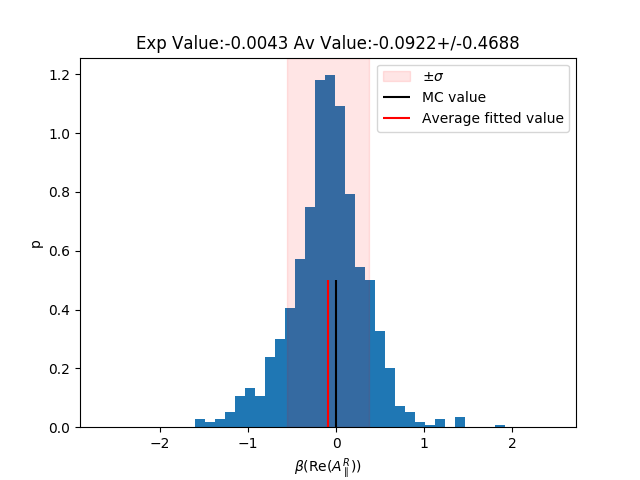 Exp Value:-0.0043 Av Value:-0.0922+/-0.4688
±σ
MC value
Average fitted value
1.2
1.0
0.8
0.6
0.4
0.2
0.0
p
−2 −1 0 1 2
β(Re(A^R_∥))